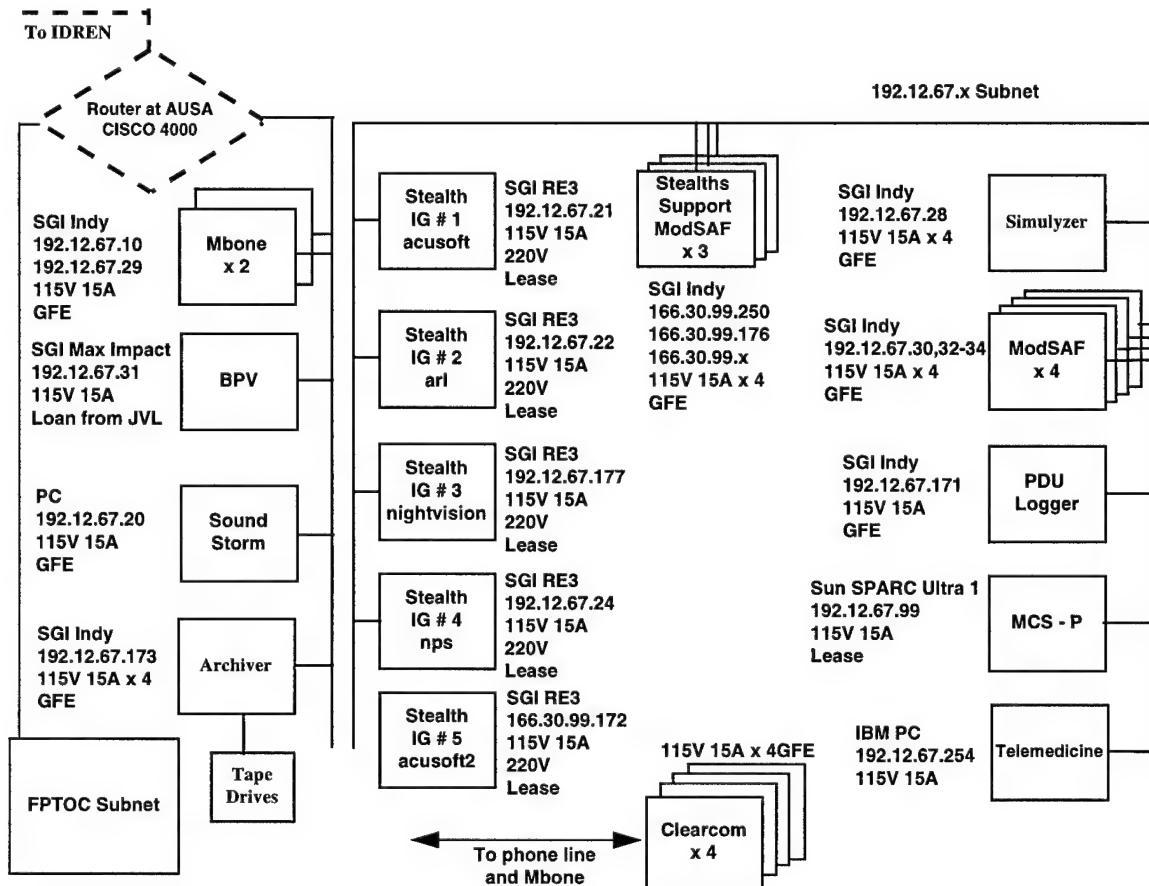 To IDREN
Router at AUSA
CISCO 4000
192.12.67.x Subnet
SGI Indy
192.12.67.10
192.12.67.29
115V 15A
GFE
Mbone
x 2
SGI Max Impact
192.12.67.31
115V 15A
Loan from JVL
BPV
PC
192.12.67.20
115V 15A
GFE
Sound
Storm
SGI Indy
192.12.67.173
115V 15A x 4
GFE
Archiver
Tape
Drives
FPTOC Subnet
Stealth
IG # 1
acusoft
SGI RE3
192.12.67.21
115V 15A
220V
Lease
Stealth
IG # 2
arl
SGI RE3
192.12.67.22
115V 15A
220V
Lease
Stealth
IG # 3
nightvision
SGI RE3
192.12.67.177
115V 15A
220V
Lease
Stealth
IG # 4
nps
SGI RE3
192.12.67.24
115V 15A
220V
Lease
Stealth
IG # 5
acusoft2
SGI RE3
166.30.99.172
115V 15A
220V
Lease
Stealths
Support
ModSAF
x 3
SGI Indy
166.30.99.250
166.30.99.176
166.30.99.x
115V 15A x 4
GFE
115V 15A x 4GFE
Clearcom
x 4
To phone line
and Mbone
SGI Indy
192.12.67.28
115V 15A x 4
GFE
Simulyzer
SGI Indy
192.12.67.30,32-34
115V 15A x 4
GFE
ModSAF
x 4
SGI Indy
192.12.67.171
115V 15A
GFE
PDU
Logger
Sun SPARC Ultra 1
192.12.67.99
115V 15A
Lease
MCS - P
IBM PC
192.12.67.254
115V 15A
Telemedicine